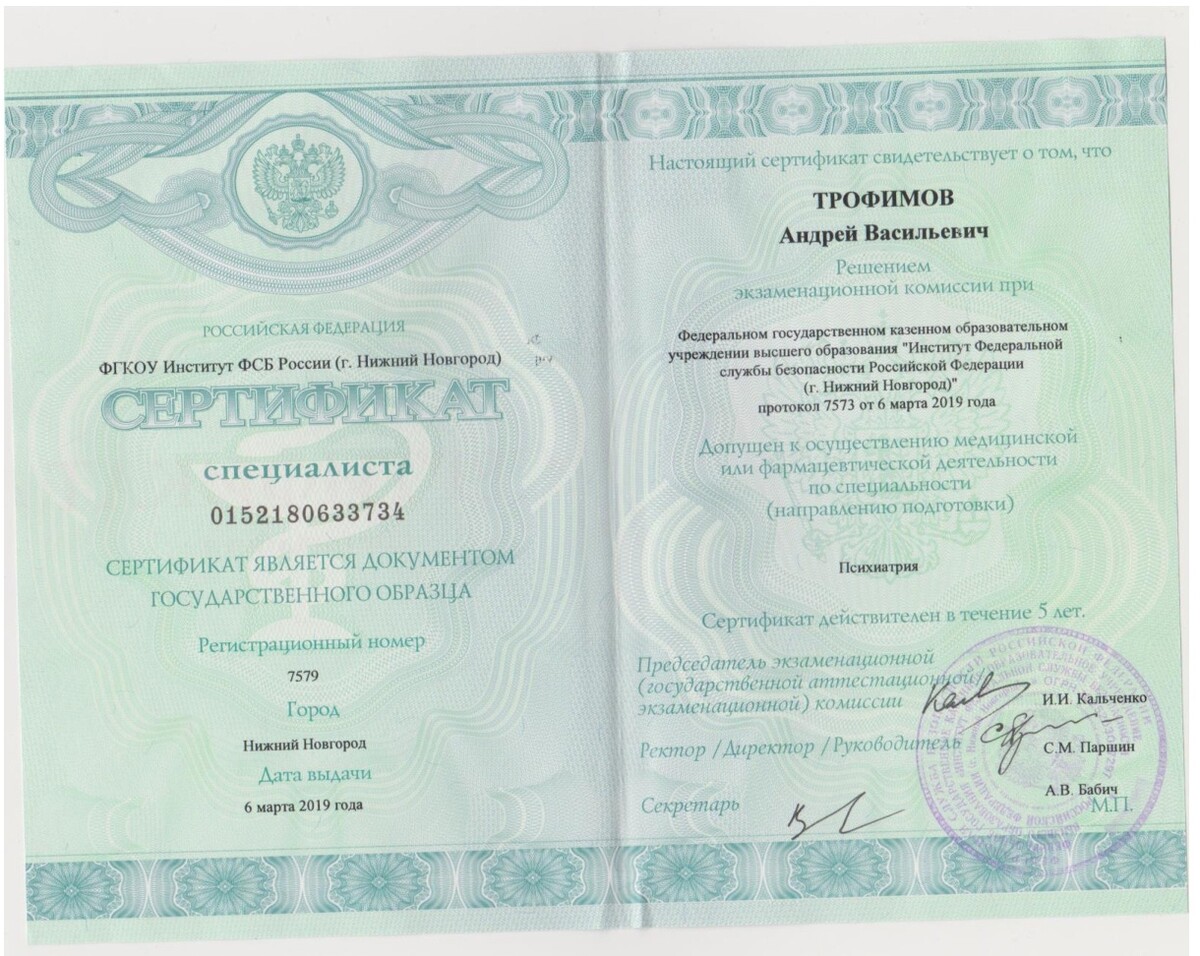 РОССИЙСКАЯ ФЕДЕРАЦИЯ
ФГКОУ Институт ФСБ России (г. Нижний Новгород)
СЕРТИФИКАТ
специалиста
0152180633734
СЕРТИФИКАТ ЯВЛЯЕТСЯ ДОКУМЕНТОМ
ГОСУДАРСТВЕННОГО ОБРАЗЦА
Регистрационный номер
7579
Город
Нижний Новгород
Дата выдачи
6 марта 2019 года
Настоящий сертификат свидетельствует о том, что
ТРОФИМОВ
Андрей Васильевич
Решением
экзаменационной комиссии при
Федеральном государственном казенном образовательном
учреждении высшего образования "Институт Федеральной
службы безопасности Российской Федерации
(г. Нижний Новгород)"
протокол 7573 от 6 марта 2019 года
Допущен к осуществлению медицинской
или фармацевтической деятельности
по специальности
(направлению подготовки)
Психиатрия
Сертификат действителен в течение 5 лет.
Председатель экзаменационной
(государственной аттестационной/
экзаменационной) комиссии
И.И. Кальченко
Ректор /Директор /Руководитель
С.М. Паршин
А.В. Бабич
Секретарь
М.П.